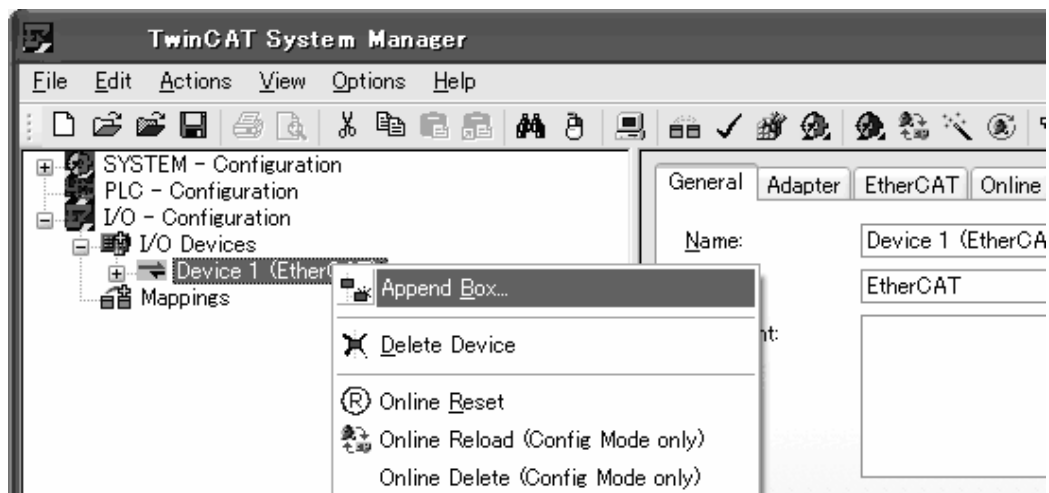 TwinCAT System Manager
File Edit Actions View Options Help
SYSTEM - Configuration
PLC - Configuration
I/O - Configuration
I/O Devices
Device 1 (Ether
Mappings
Append Box...
Delete Device
Online Reset
Online Reload (Config Mode only)
Online Delete (Config Mode only)
General Adapter EtherCAT Online
Name: Device 1 (EtherCA
EtherCAT
nt: